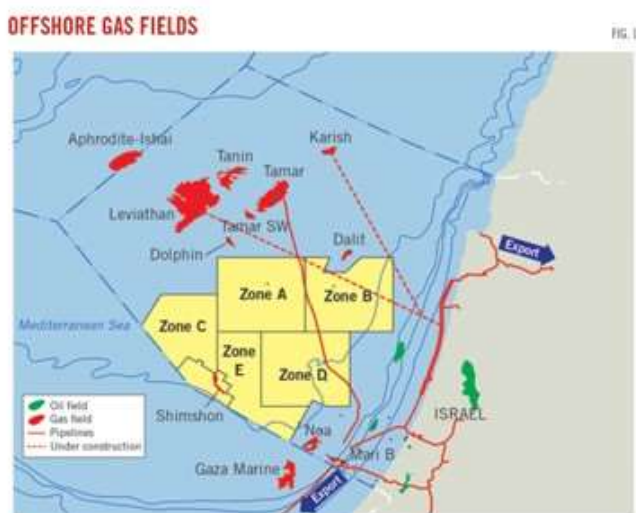 OFFSHORE GAS FIELDS
FIG. 1
Aphrodite-Ishai
Karish
Tanin
Tamar
Leviathan
Tamar SW
Dolphin
Dalit
Export
Zone A
Zone B
Mediterranean Sea
Zone C
Zone
E
Zone D
Oil field
Gas field
Pipelines
Under construction
Shimshon
ISRAEL
Noa
Mari B
Gaza Marine
Export